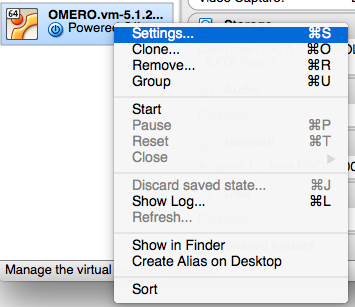 Video Capture:
OMERO.vm-5.1.2...
64
Powered
Storage
Settings... ⌘S
Clone... ⌘O
Remove... ⌘R
Group ⌘U
Start
Pause ⌘P
Reset ⌘T
Close ▶
Discard saved state... ⌘J
Show Log... ⌘L
Refresh...
Show in Finder
Create Alias on Desktop
Manage the virtual
Sort